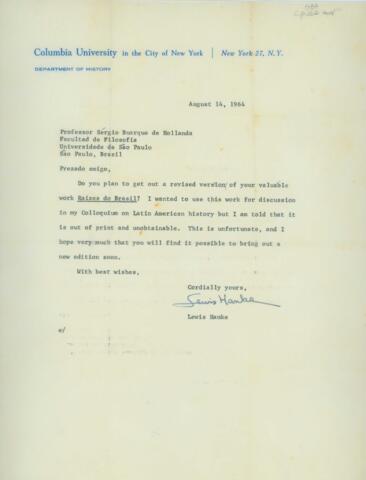 Columbia University in the City of New York | New York 27, N.Y.
DEPARTMENT OF HISTORY
August 14, 1964
Professor Sérgio Buarque de Hollanda
Facultad de Filosofía
Universidade de São Paulo
São Paulo, Brazil
Prezado amigo,
Do you plan to get out a revised version of your valuable
work Raízes do Brasil? I wanted to use this work for discussion
in my Colloquium on Latin American history but I am told that it
is out of print and unobtainable. This is unfortunate, and I
hope very much that you will find it possible to bring out a
new edition soon.
With best wishes,
Cordially yours,
Lewis Hanke
Lewis Hanke